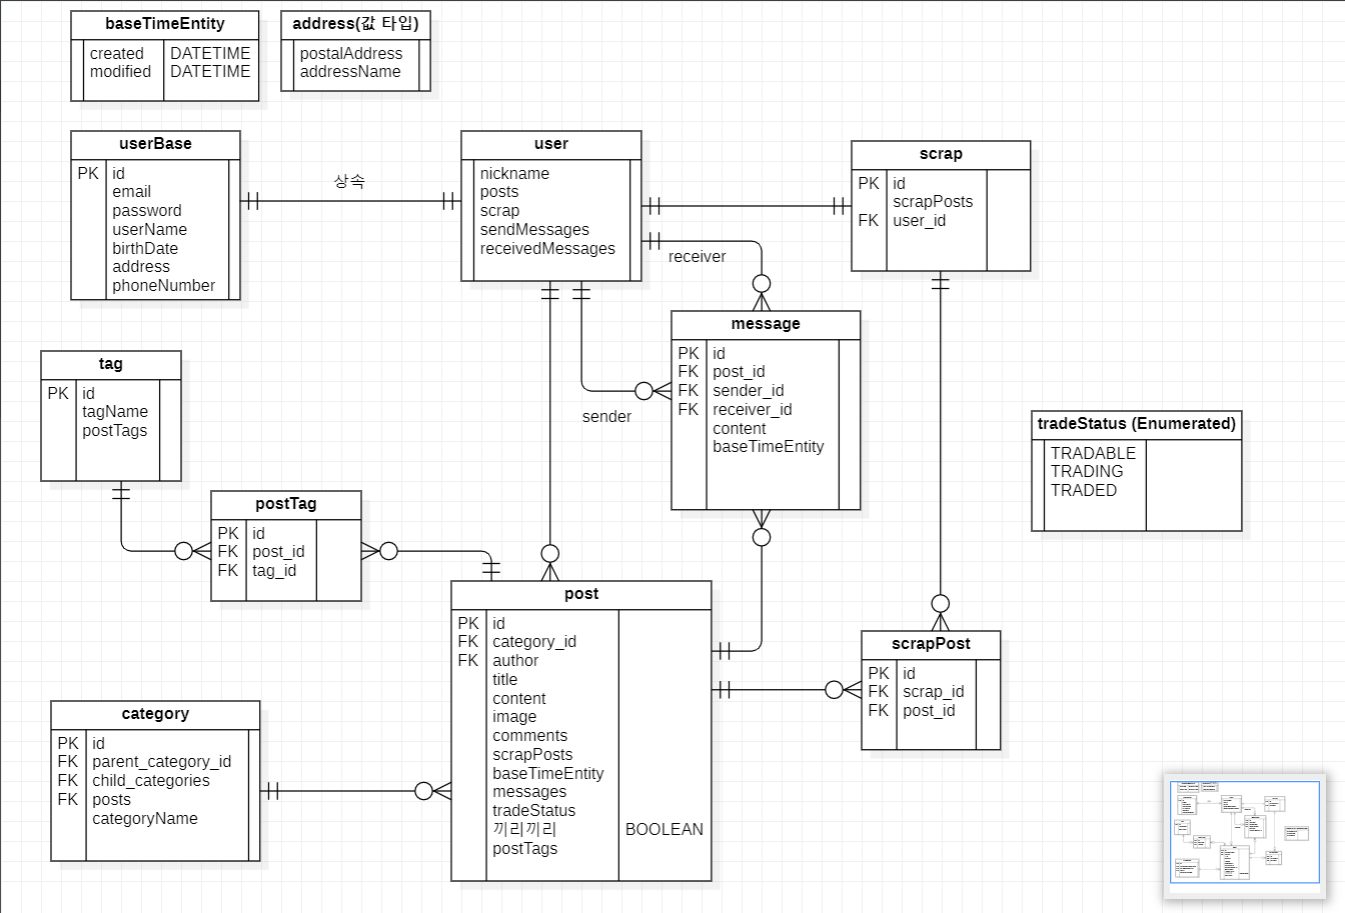 baseTimeEntity
created DATETIME
modified DATETIME
address(값 타입)
postalAddress
addressName
userBase
PK id
email
password
userName
birthDate
address
phoneNumber
상속
user
nickname
posts
scrap
sendMessages
receivedMessages
scrap
PK id
scrapPosts
FK user_id
receiver
sender
message
PK id
FK post_id
FK sender_id
FK receiver_id
content
baseTimeEntity
tag
PK id
tagName
postTags
tradeStatus (Enumerated)
TRADABLE
TRADING
TRADED
postTag
PK id
FK post_id
FK tag_id
post
PK id
FK category_id
FK author
title
content
image
comments
scrapPosts
baseTimeEntity
messages
tradeStatus
끼리끼리 BOOLEAN
postTags
scrapPost
PK id
FK scrap_id
FK post_id
category
PK id
FK parent_category_id
FK child_categories
FK posts
categoryName